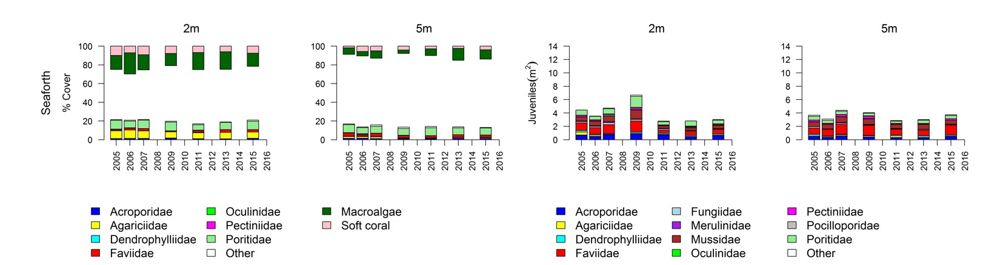 2m 5m 2m 5m
Seaforth
% Cover
100
80
60
40
20
0
2005 2006 2007 2008 2009 2010 2011 2012 2013 2014 2015 2016
100
80
60
40
20
0
2005 2006 2007 2008 2009 2010 2011 2012 2013 2014 2015 2016
Juveniles(m²)
14
12
10
8
6
4
2
0
2005 2006 2007 2008 2009 2010 2011 2012 2013 2014 2015 2016
14
12
10
8
6
4
2
0
2005 2006 2007 2008 2009 2010 2011 2012 2013 2014 2015 2016
Acroporidae Oculinidae Macroalgae
Agariciidae Pectiniidae Soft coral
Dendrophylliidae Poritidae
Faviidae Other
Acroporidae Fungiidae Pectiniidae
Agariciidae Merulinidae Pocilloporidae
Dendrophylliidae Mussidae Poritidae
Faviidae Oculinidae Other